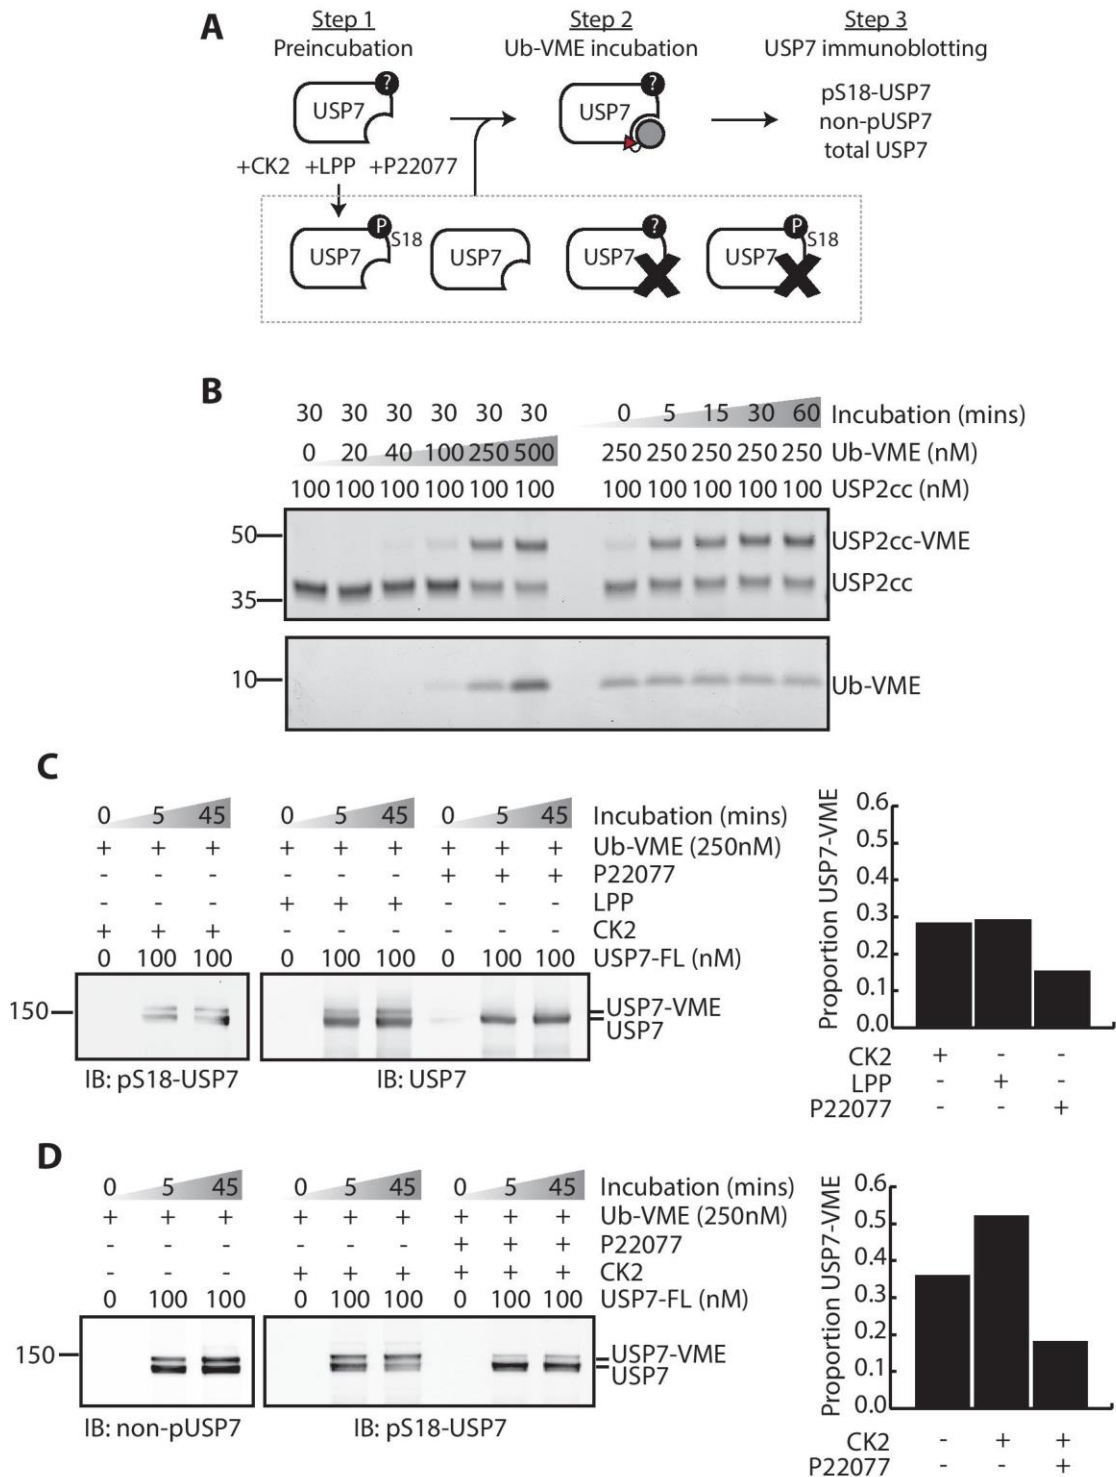 A
Step 1
Preincubation
Step 2
Ub-VME incubation
Step 3
USP7 immunoblotting
?
USP7
?
USP7
pS18-USP7
non-pUSP7
total USP7
+CK2 +LPP +P22077
P
S18
USP7
USP7
?
USP7
P
S18
USP7
B
30 30 30 30 30 30 0 5 15 30 60 Incubation (mins)
0 20 40 100 250 500 250 250 250 250 250 Ub-VME (nM)
100 100 100 100 100 100 100 100 100 100 100 USP2cc (nM)
50
USP2cc-VME
USP2cc
35
10
Ub-VME
C
0 5 45 0 5 45 0 5 45 Incubation (mins)
+ + + + + + + + + Ub-VME (250nM)
- - - - - - + + + P22077
- - - + + + - - - LPP
+ + + - - - - - - CK2
0 100 100 0 100 100 0 100 100 USP7-FL (nM)
150
USP7-VME
USP7
IB: pS18-USP7
IB: USP7
Proportion USP7-VME
0.6
0.5
0.4
0.3
0.2
0.1
0.0
CK2 + - -
LPP - + -
P22077 - - +
D
0 5 45 0 5 45 0 5 45 Incubation (mins)
+ + + + + + + + + Ub-VME (250nM)
- - - - - - + + + P22077
- - - + + + + + + CK2
0 100 100 0 100 100 0 100 100 USP7-FL (nM)
150
USP7-VME
USP7
IB: non-pUSP7
IB: pS18-USP7
Proportion USP7-VME
0.6
0.5
0.4
0.3
0.2
0.1
0.0
CK2 - + +
P22077 - - +